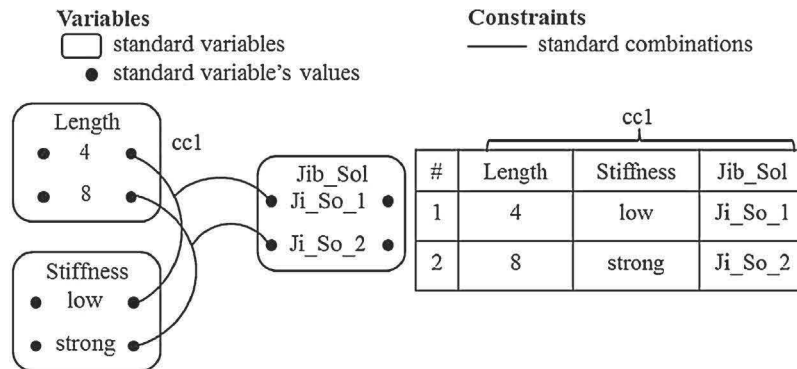 Variables
standard variables
standard variable's values
Constraints
standard combinations
Length
4
8
cc1
Stiffness
low
strong
Jib_Sol
Ji_So_1
Ji_So_2
cc1
# Length Stiffness Jib_Sol
1 4 low Ji_So_1
2 8 strong Ji_So_2